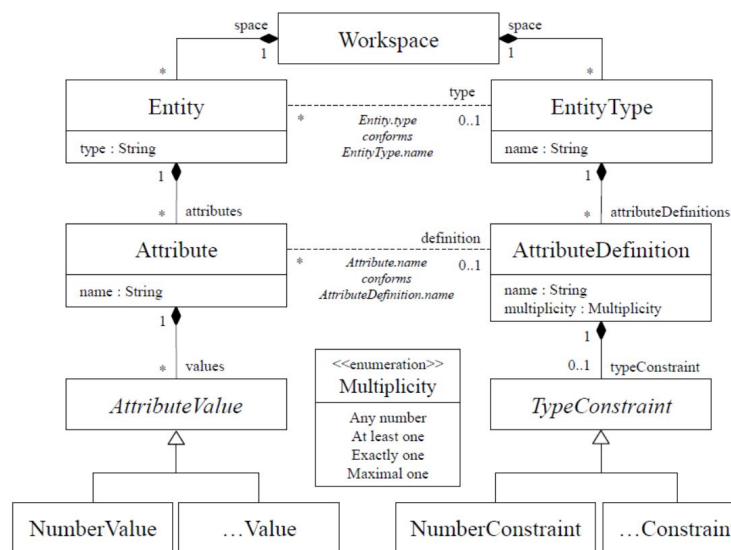 space
Workspace
space
1
1
*
*
Entity
type
EntityType
type : String
*
Entity.type
conforms
EntityType.name
0..1
name : String
1
1
*
attributes
*
attributeDefinitions
Attribute
definition
AttributeDefinition
name : String
*
Attribute.name
conforms
AttributeDefinition.name
0..1
name : String
multiplicity : Multiplicity
1
1
*
values
<<enumeration>>
Multiplicity
Any number
At least one
Exactly one
Maximal one
0..1
typeConstraint
AttributeValue
TypeConstraint
NumberValue
…Value
NumberConstraint
…Constraint